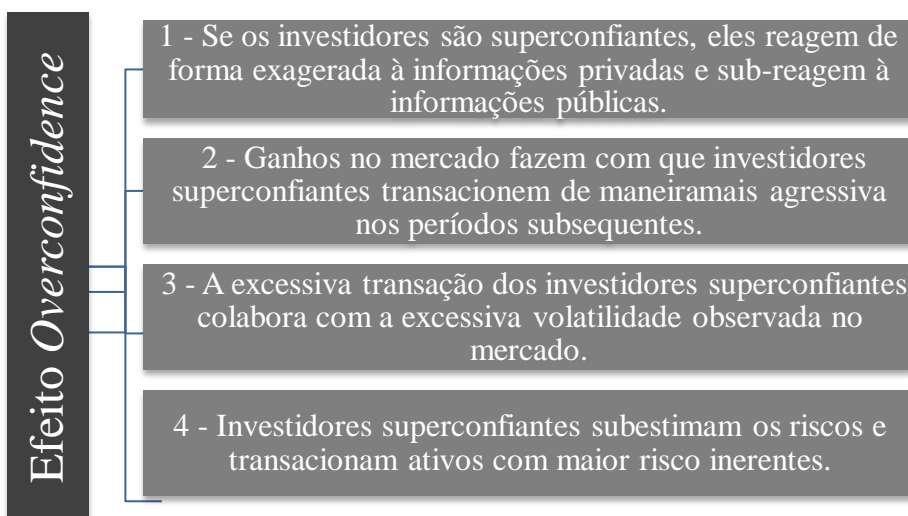 Efeito Overconfidence
1 - Se os investidores são superconfiantes, eles reagem de
forma exagerada à informações privadas e sub-reagem à
informações públicas.
2 - Ganhos no mercado fazem com que investidores
superconfiantes transacionem de maneiramais agressiva
nos períodos subsequentes.
3 - A excessiva transação dos investidores superconfiantes
colabora com a excessiva volatilidade observada no
mercado.
4 - Investidores superconfiantes subestimam os riscos e
transacionam ativos com maior risco inerentes.